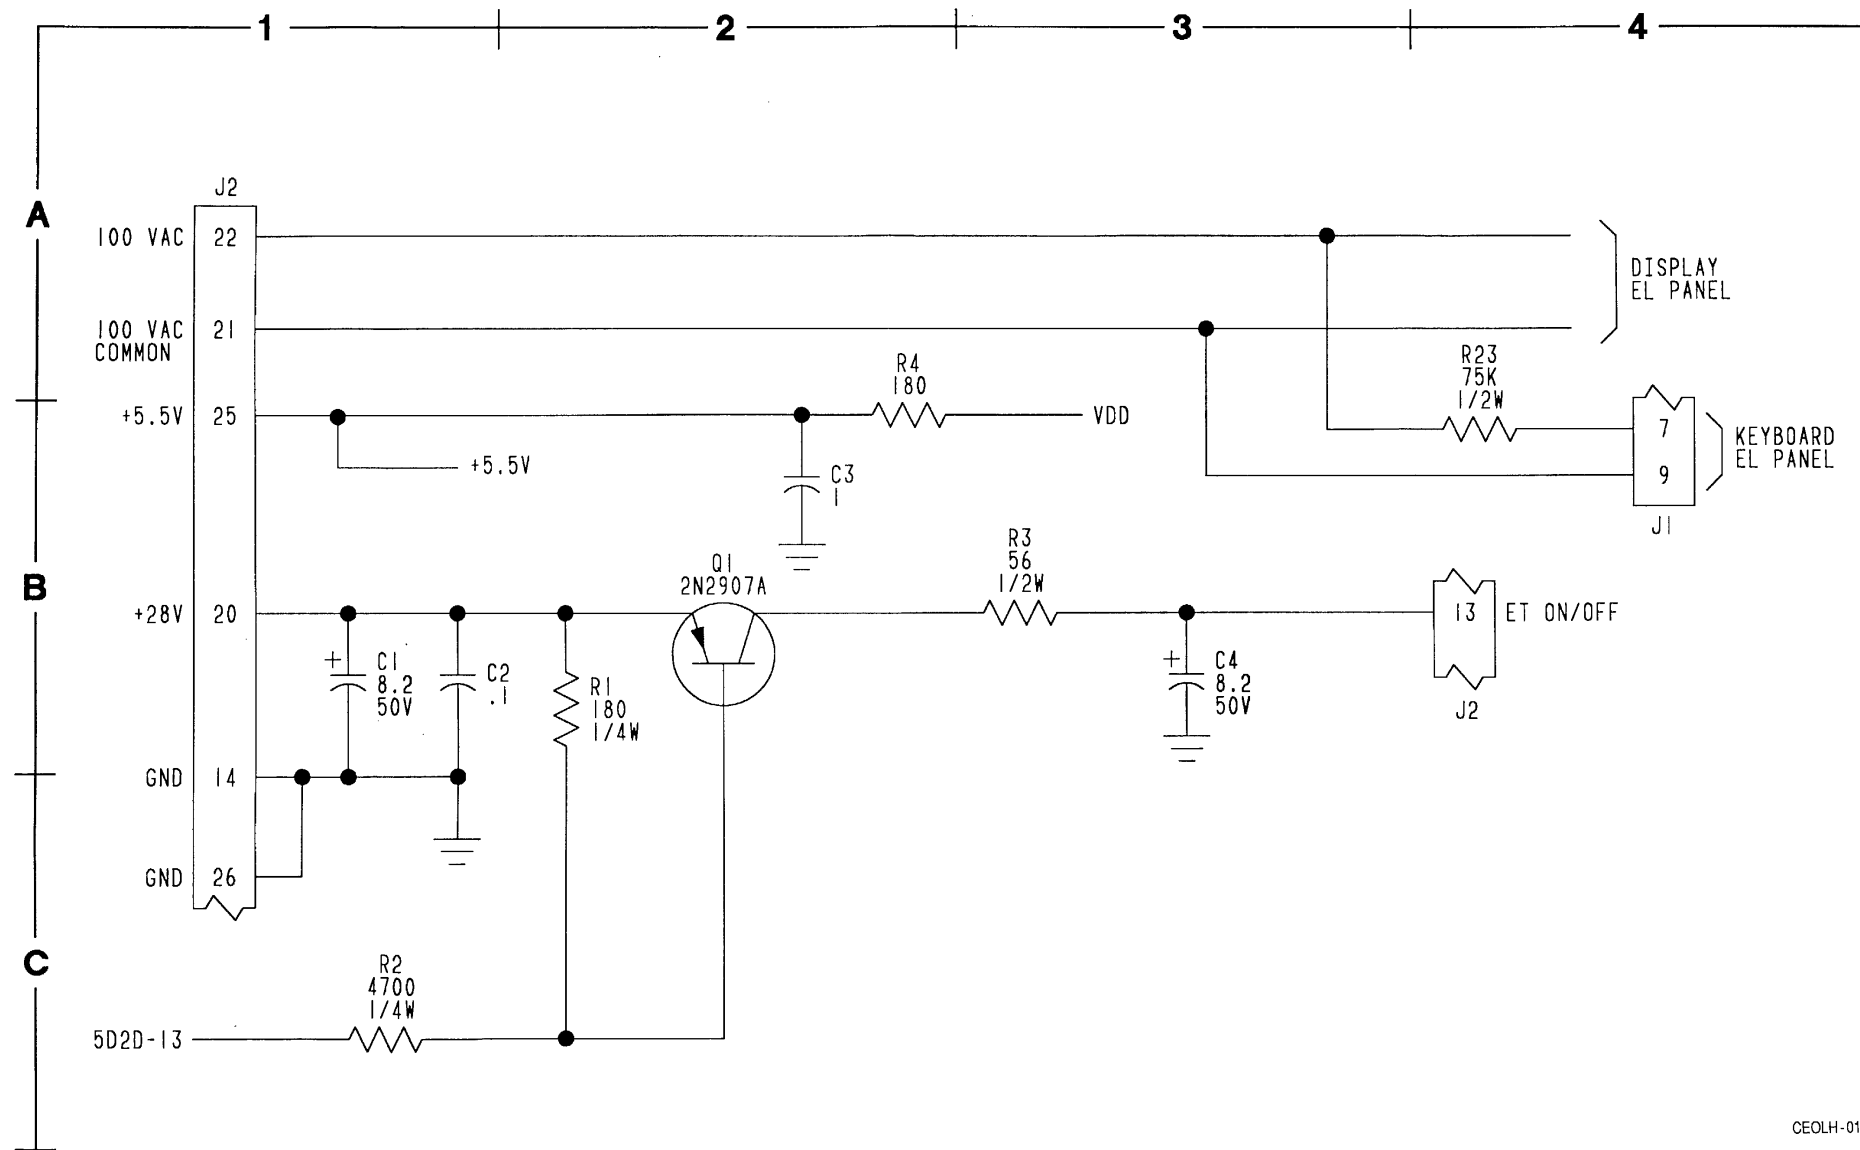 1 2 3 4
A
B
C
J2
100 VAC 22
100 VAC 21
COMMON
+5.5V 25
+5.5V
+28V 20
GND 14
GND 26
DISPLAY
EL PANEL
R4
180
VDD
C3
1
R23
75K
1/2W
7
9
J1
KEYBOARD
EL PANEL
Q1
2N2907A
R3
56
1/2W
13 ET ON/OFF
J2
+ C1
8.2
50V
C2
.1
R1
180
1/4W
+ C4
8.2
50V
R2
4700
1/4W
5D2D-13
CEOLH-01